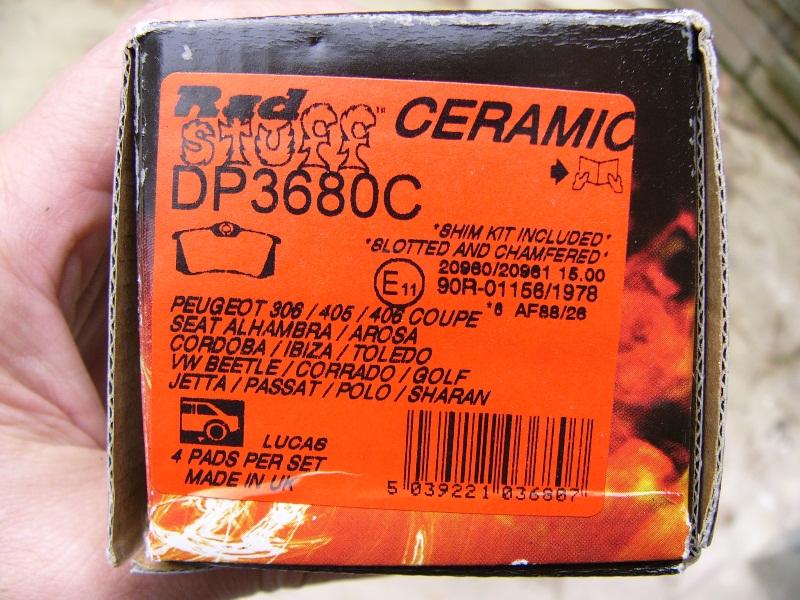 Red
Stuff™ CERAMIC
DP3680C
*SHIM KIT INCLUDED*
*SLOTTED AND CHAMFERED*
20960/20961 15.00
E11 90R-01156/1978
*6 AF88/26
PEUGEOT 306 / 405 / 406 COUPE
SEAT ALHAMBRA / AROSA
CORDOBA / IBIZA / TOLEDO
VW BEETLE / CORRADO / GOLF
JETTA / PASSAT / POLO / SHARAN
LUCAS
4 PADS PER SET
MADE IN UK
5 039221 036807